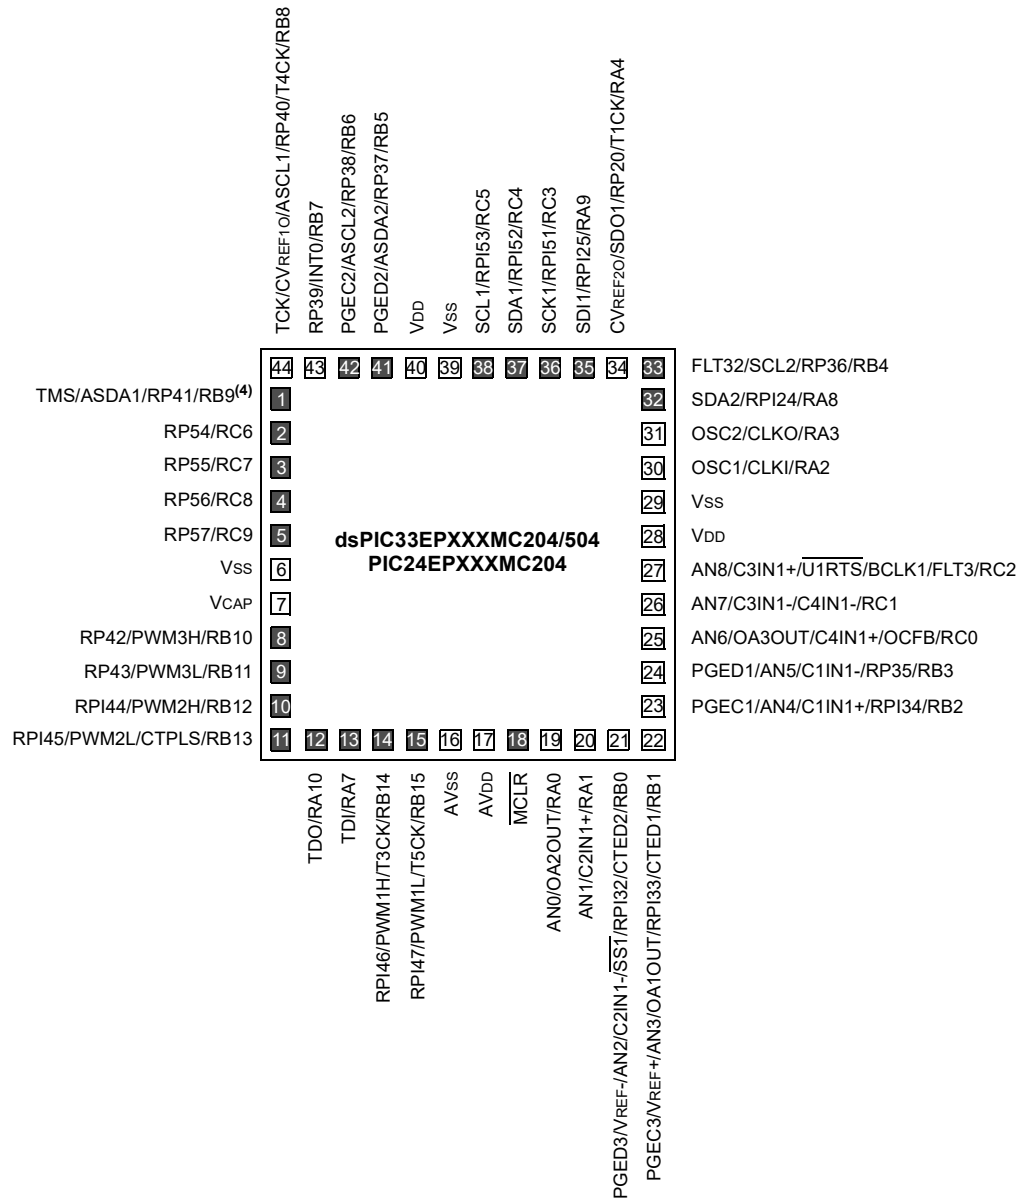 TCK/CVREF1O/ASCL1/RP40/T4CK/RB8
RP39/INT0/RB7
PGEC2/ASCL2/RP38/RB6
PGED2/ASDA2/RP37/RB5
VDD
VSS
SCL1/RPI53/RC5
SDA1/RPI52/RC4
SCK1/RPI51/RC3
SDI1/RPI25/RA9
CVREF2O/SDO1/RP20/T1CK/RA4
44 43 42 41 40 39 38 37 36 35 34 33 FLT32/SCL2/RP36/RB4
TMS/ASDA1/RP41/RB9(4) 1 32 SDA2/RPI24/RA8
RP54/RC6 2 31 OSC2/CLKO/RA3
RP55/RC7 3 30 OSC1/CLKI/RA2
RP56/RC8 4 29 VSS
RP57/RC9 5 28 VDD
dsPIC33EPXXXMC204/504
PIC24EPXXXMC204
VSS 6 27 AN8/C3IN1+/U1RTS/BCLK1/FLT3/RC2
VCAP 7 26 AN7/C3IN1-/C4IN1-/RC1
RP42/PWM3H/RB10 8 25 AN6/OA3OUT/C4IN1+/OCFB/RC0
RP43/PWM3L/RB11 9 24 PGED1/AN5/C1IN1-/RP35/RB3
RPI44/PWM2H/RB12 10 23 PGEC1/AN4/C1IN1+/RPI34/RB2
RPI45/PWM2L/CTPLS/RB13 11 12 13 14 15 16 17 18 19 20 21 22
TDO/RA10
TDI/RA7
RPI46/PWM1H/T3CK/RB14
RPI47/PWM1L/T5CK/RB15
AVSS
AVDD
MCLR
AN0/OA2OUT/RA0
AN1/C2IN1+/RA1
PGED3/VREF-/AN2/C2IN1-/SS1/RPI32/CTED2/RB0
PGEC3/VREF+/AN3/OA1OUT/RPI33/CTED1/RB1